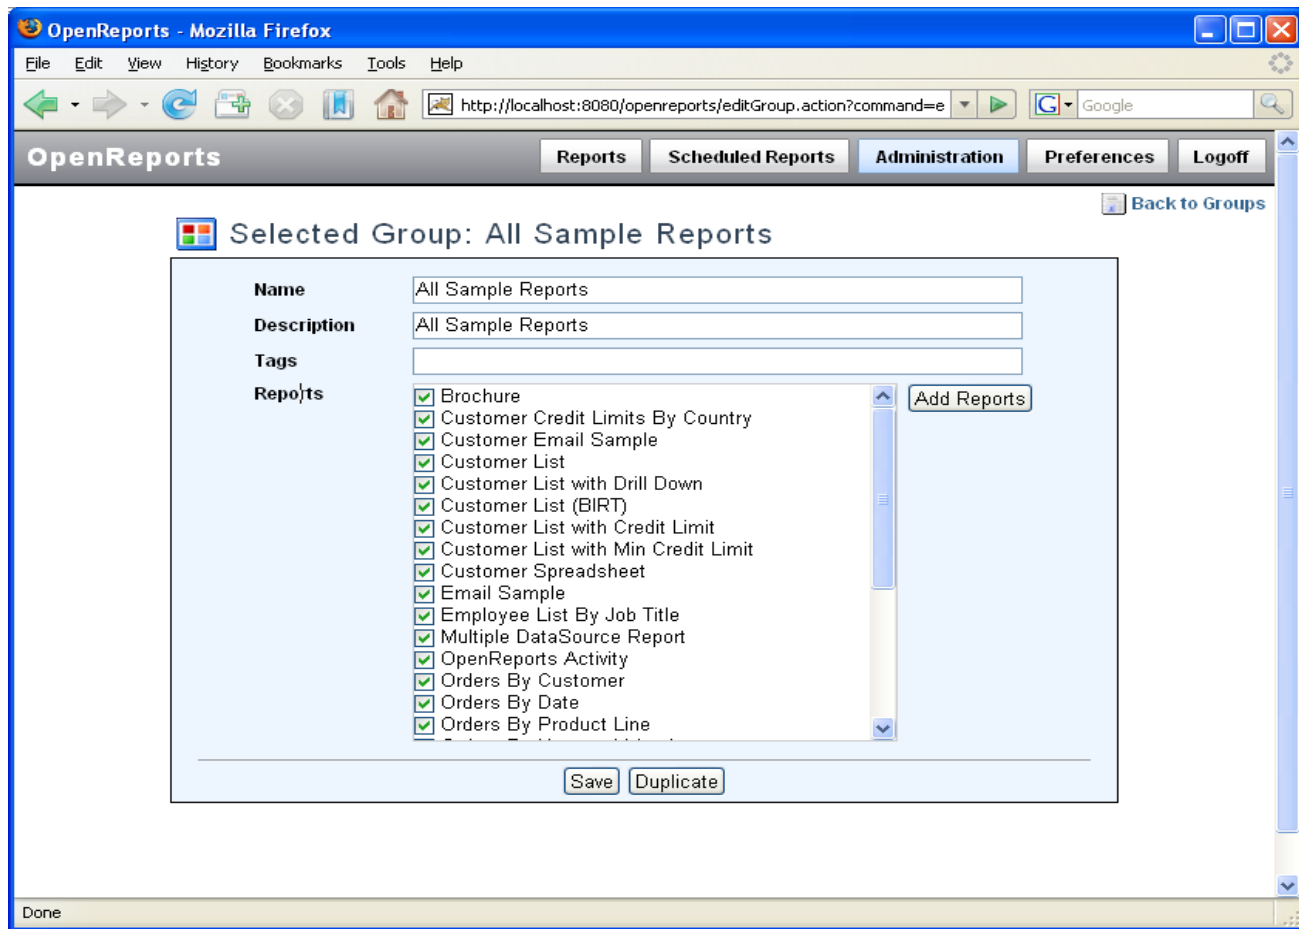 OpenReports - Mozilla Firefox
File Edit View History Bookmarks Tools Help
http://localhost:8080/openreports/editGroup.action?command=e
G Google
OpenReports Reports Scheduled Reports Administration Preferences Logoff
Back to Groups
Selected Group: All Sample Reports
Name All Sample Reports
Description All Sample Reports
Tags
Reports Add Reports
Brochure
Customer Credit Limits By Country
Customer Email Sample
Customer List
Customer List with Drill Down
Customer List (BIRT)
Customer List with Credit Limit
Customer List with Min Credit Limit
Customer Spreadsheet
Email Sample
Employee List By Job Title
Multiple DataSource Report
OpenReports Activity
Orders By Customer
Orders By Date
Orders By Product Line
Save Duplicate
Done